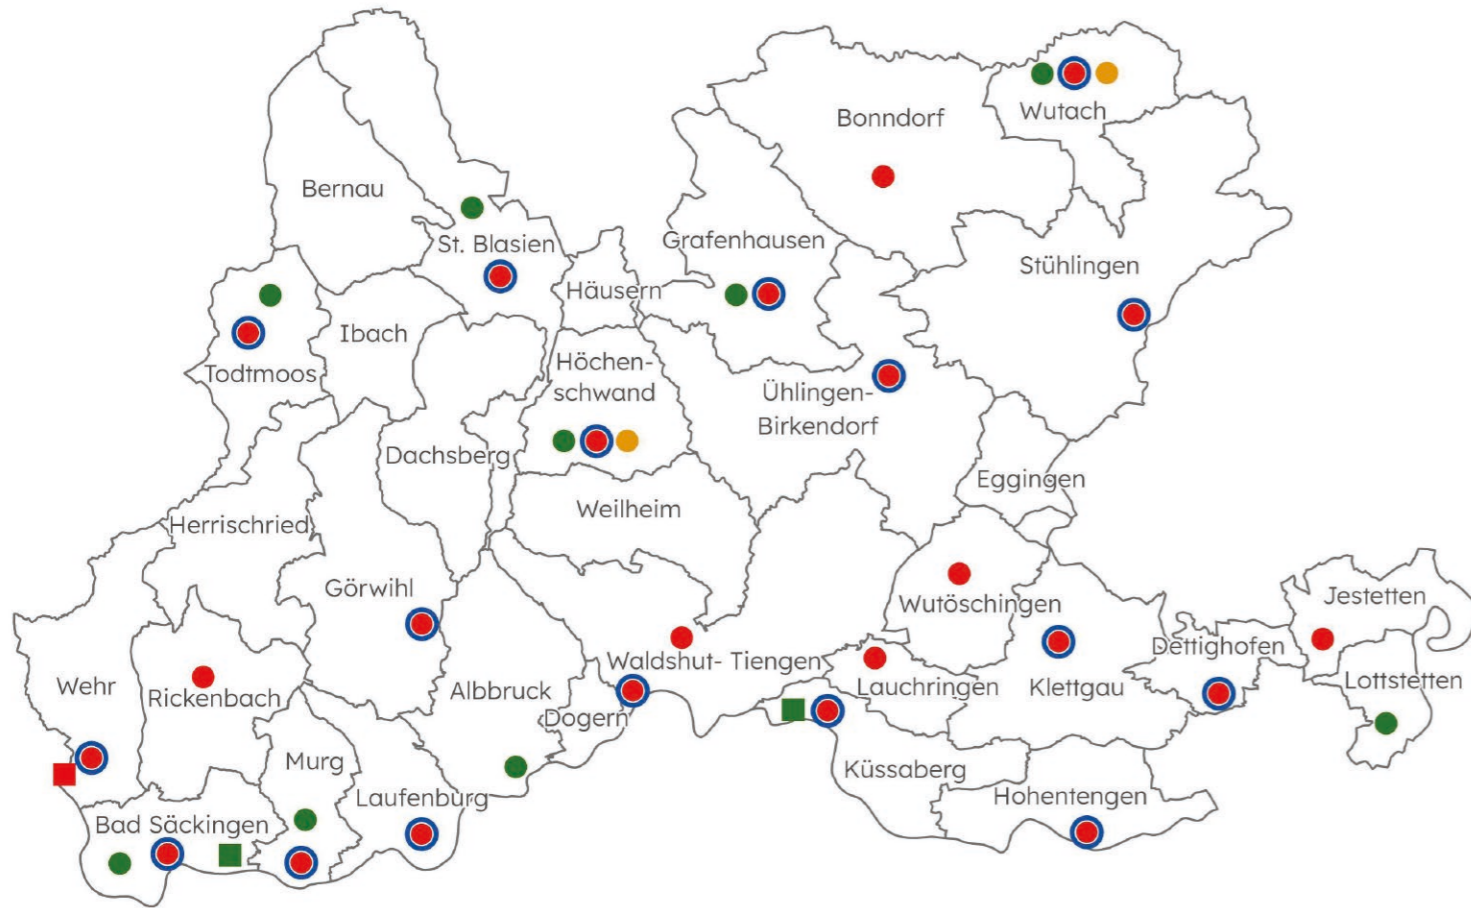 Wutach
Bonndorf
Bernau
St. Blasien
Grafenhausen
Stühlingen
Häusern
Ibach
Todtmoos
Höchen-
schwand
Ühlingen-
Birkendorf
Dachsberg
Eggingen
Weilheim
Herrischried
Görwihl
Wutöschingen
Jestetten
Dettighofen
Waldshut- Tiengen
Wehr
Rickenbach
Albbruck
Lauchringen
Klettgau
Lottstetten
Dogern
Murg
Küssaberg
Laufenburg
Hohentengen
Bad Säckingen